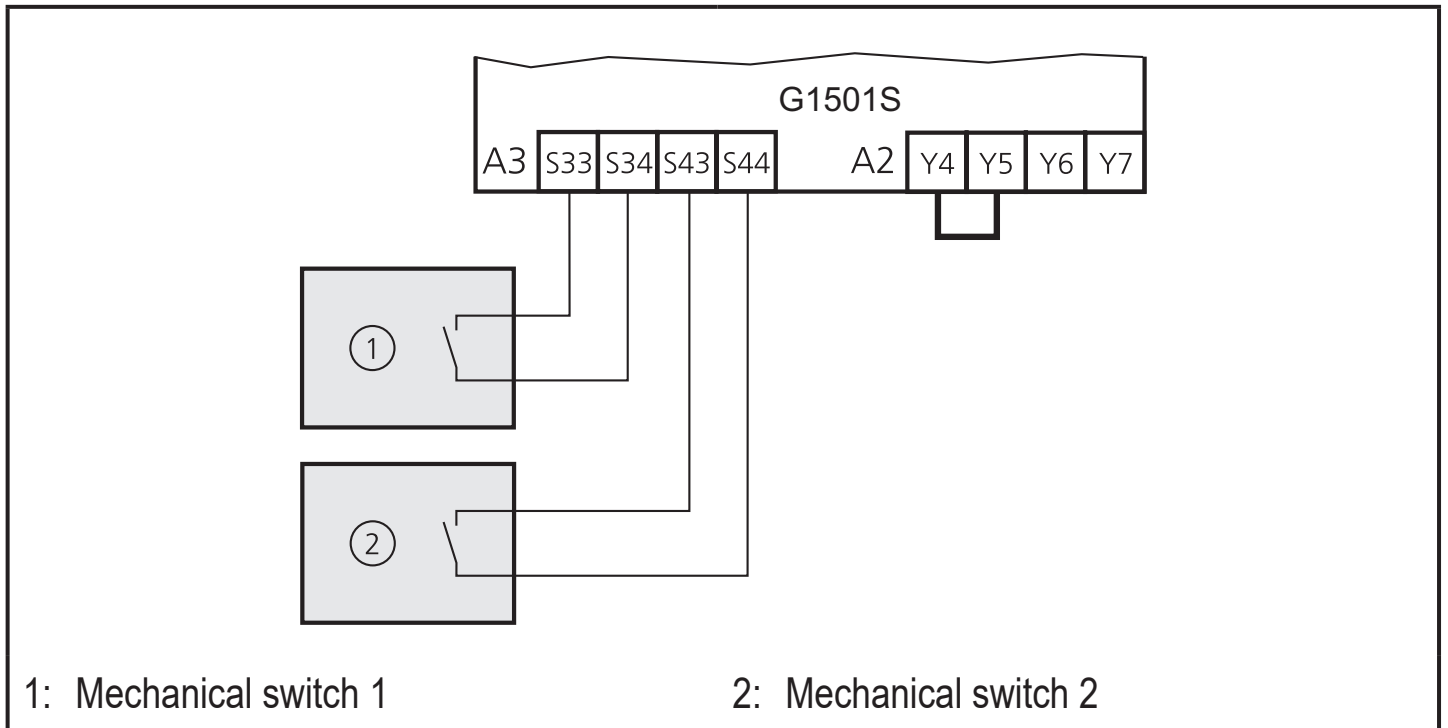 G1501S
A3 S33 S34 S43 S44 A2 Y4 Y5 Y6 Y7
1
2
1: Mechanical switch 1 2: Mechanical switch 2